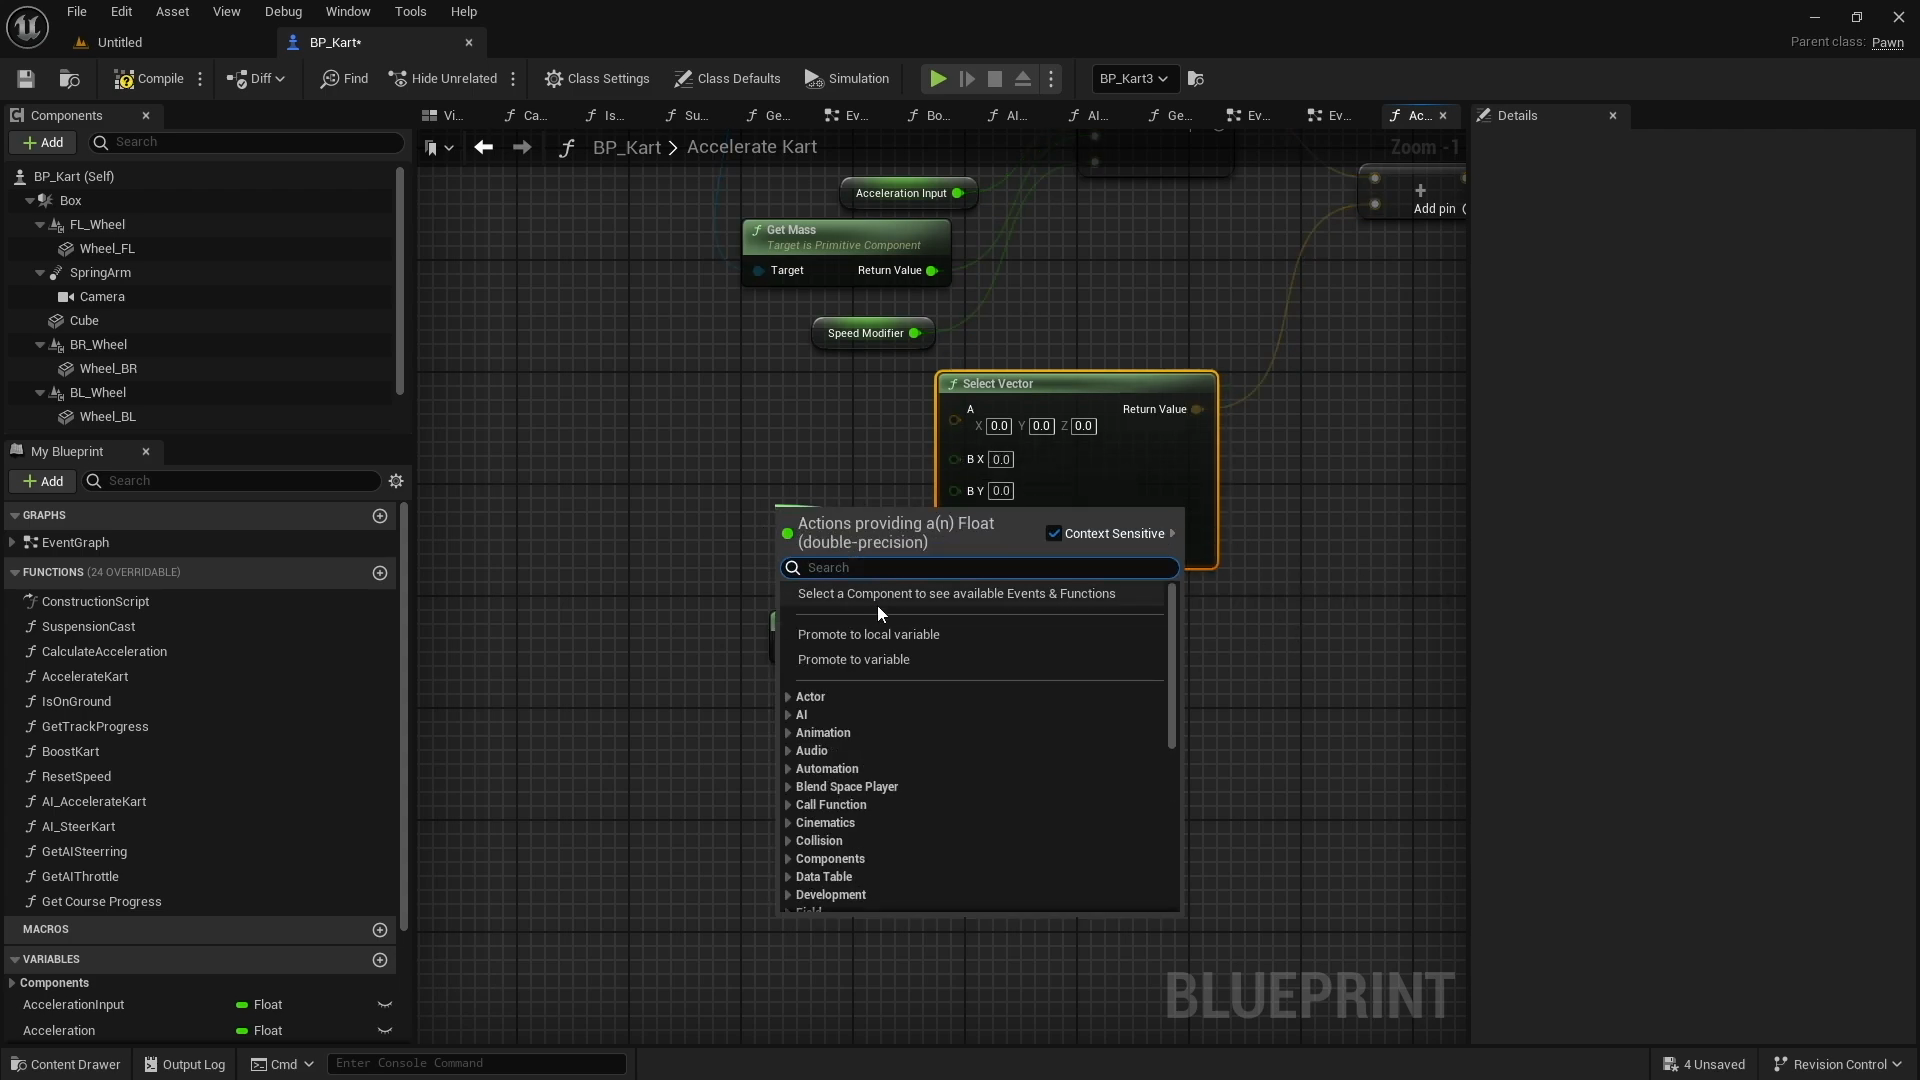 File Edit Asset View Debug Window Tools Help
Untitled
BP_Kart*
Parent class: Pawn
Compile
Diff
Find
Hide Unrelated
Class Settings
Class Defaults
Simulation
BP_Kart3
Components
Add
Search
BP_Kart (Self)
Box
FL_Wheel
Wheel_FL
SpringArm
Camera
Cube
BR_Wheel
Wheel_BR
BL_Wheel
Wheel_BL
My Blueprint
Add
Search
GRAPHS
EventGraph
FUNCTIONS (24 OVERRIDABLE)
ConstructionScript
SuspensionCast
CalculateAcceleration
AccelerateKart
IsOnGround
GetTrackProgress
BoostKart
ResetSpeed
AI_AccelerateKart
AI_SteerKart
GetAISteerring
GetAIThrottle
Get Course Progress
MACROS
VARIABLES
Components
AccelerationInput Float
Acceleration Float
Vi... Ca... Is... Su... Ge... Ev... Bo... AI... AI... Ge... Ev... Ev... Ac...
BP_Kart > Accelerate Kart
Zoom -1
Acceleration Input
Get Mass
Target is Primitive Component
Target Return Value
Speed Modifier
Add pin
Select Vector
A Return Value
X 0.0 Y 0.0 Z 0.0
B X 0.0
B Y 0.0
Actions providing a(n) Float
(double-precision)
Context Sensitive
Search
Select a Component to see available Events & Functions
Promote to local variable
Promote to variable
Actor
AI
Animation
Audio
Automation
Blend Space Player
Call Function
Cinematics
Collision
Components
Data Table
Development
Field
BLUEPRINT
Details
Content Drawer
Output Log
Cmd
Enter Console Command
4 Unsaved
Revision Control